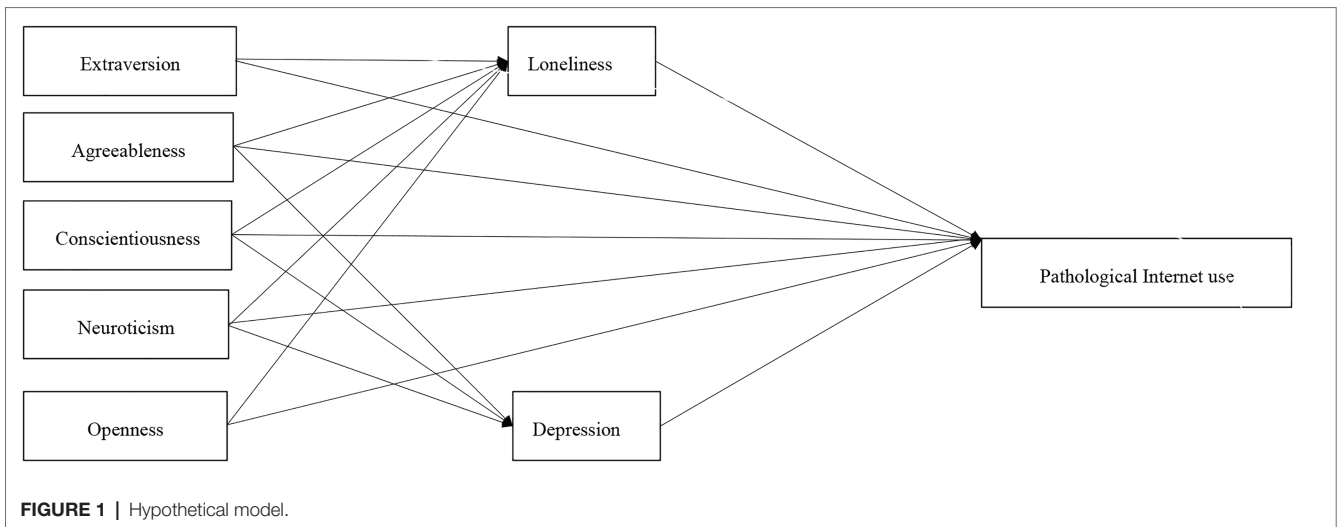 Extraversion
Loneliness
Agreeableness
Conscientiousness
Pathological Internet use
Neuroticism
Openness
Depression
FIGURE 1 | Hypothetical model.